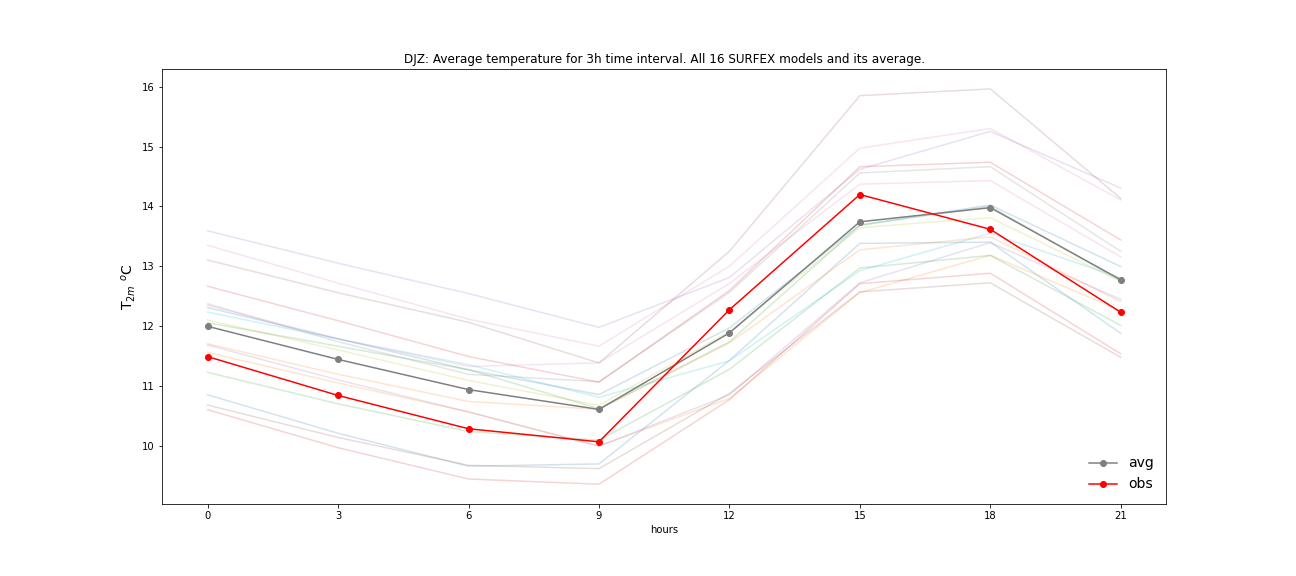 DJZ: Average temperature for 3h time interval. All 16 SURFEX models and its average.
16
15
14
13
12
11
10
T2m °C
avg
obs
0 3 6 9 12 15 18 21
hours